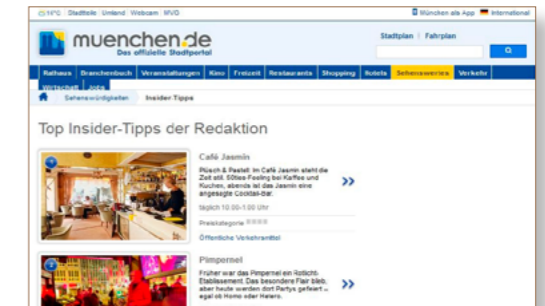 14°C Stadtteile Umland Webcam MVG
München als App International
muenchen.de
Das offizielle Stadtportal
Stadtplan | Fahrplan
Rathaus Branchenbuch Veranstaltungen Kino Freizeit Restaurants Shopping Hotels Sehenswertes Verkehr
Wirtschaft Jobs
Sehenswürdigkeiten Insider Tipps
Top Insider-Tipps der Redaktion
1
Café Jasmin
Plüsch & Pastell: Im Café Jasmin steht die
Zeit still. 50ties-Feeling bei Kaffee und
Kuchen, abends ist das Jasmin eine
angesagte Cocktail-Bar.
täglich 10.00-1.00 Uhr
Preiskategorie
Öffentliche Verkehrsmittel
2
Pimpernel
Früher war das Pimpernel ein Rotlicht-
Etablissement. Das besondere Flair blieb,
aber heute werden dort Partys gefeiert ...
egal ob Homo oder Hetero.